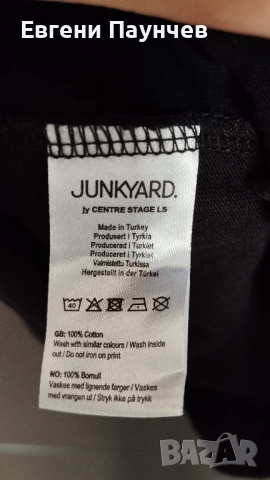 Евгени Паунчев
JUNKYARD.
jy CENTRE STAGE LS
Made in Turkey
Produsert i Tyrkia
Producerad i Turkiet
Produceret i Tyrkiet
Valmistettu Turkissa
Hergestellt in der Türkei
40
GB: 100% Cotton
Wash with similar colours / Wash inside
out / Do not iron on print
NO: 100% Bomull
Vaskes med lignende farger / Vaskes
med vrangen ut / Stryk ikke på trykk
bazar